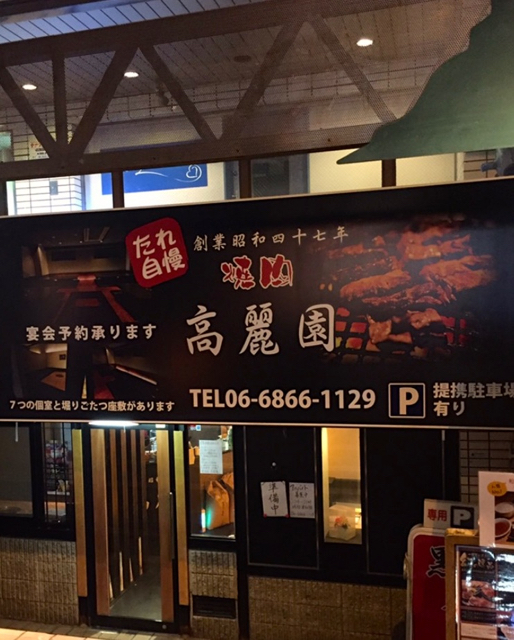 たれ
自慢
創業昭和四十七年
焼肉
高麗園
宴会予約承ります
7つの個室と堀りごたつ座敷があります
TEL06-6866-1129
P 提携駐車場
有り
準備中
専用 P
黒